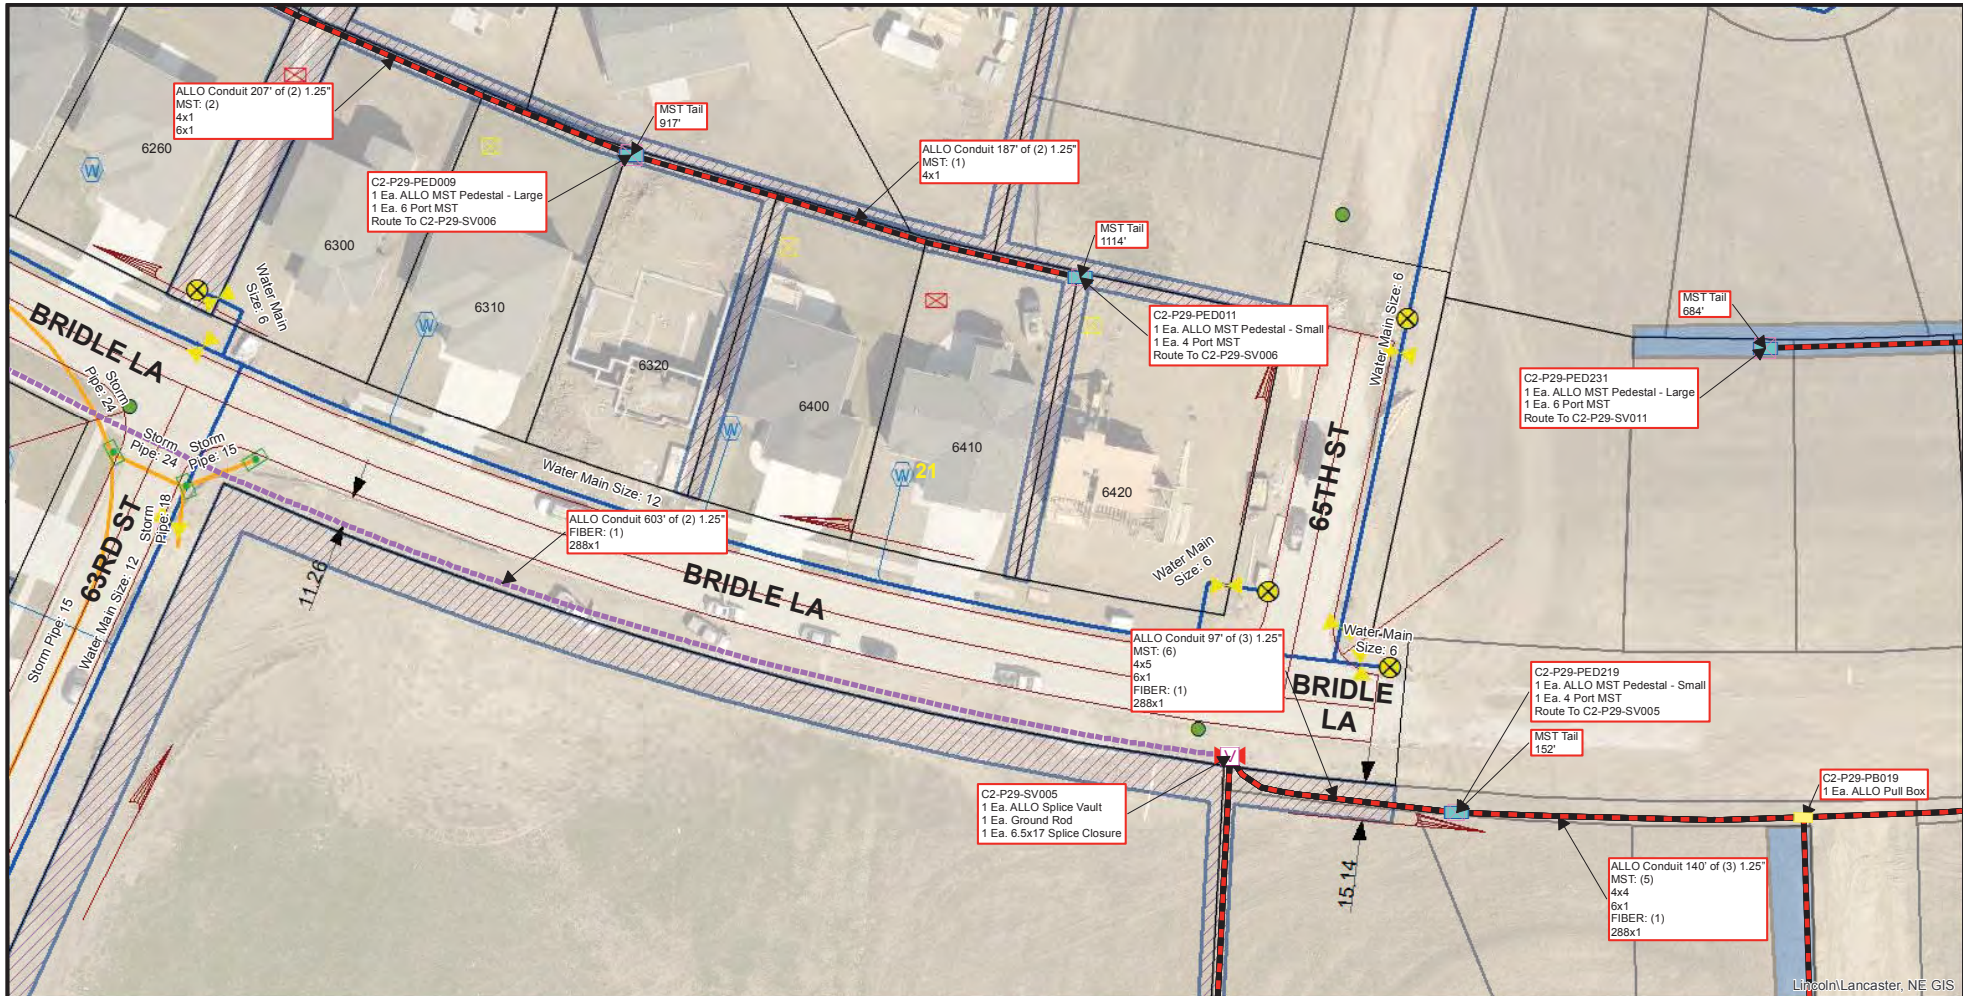 ALLO Conduit 207' of (2) 1.25"
MST: (2)
4x1
6x1
MST Tail
917'
ALLO Conduit 187' of (2) 1.25"
MST: (1)
4x1
C2-P29-PED009
1 Ea. ALLO MST Pedestal - Large
1 Ea. 6 Port MST
Route To C2-P29-SV006
MST Tail
1114'
C2-P29-PED011
1 Ea. ALLO MST Pedestal - Small
1 Ea. 4 Port MST
Route To C2-P29-SV006
MST Tail
684'
C2-P29-PED231
1 Ea. ALLO MST Pedestal - Large
1 Ea. 6 Port MST
Route To C2-P29-SV011
6260
6300
6310
6320
6400
6410
6420
W
W
W
W
21
Water Main
Size: 6
Water Main Size: 6
BRIDLE LA
Storm
Pipe: 24
Storm
Pipe: 24
Storm
Pipe: 15
Storm
Pipe: 18
63RD ST
Storm Pipe: 15
Water Main Size: 12
Water Main Size: 12
11.26
ALLO Conduit 603' of (2) 1.25"
FIBER: (1)
288x1
BRIDLE LA
65TH ST
Water Main
Size: 6
Water Main
Size: 6
ALLO Conduit 97' of (3) 1.25"
MST: (6)
4x5
6x1
FIBER: (1)
288x1
BRIDLE
LA
C2-P29-PED219
1 Ea. ALLO MST Pedestal - Small
1 Ea. 4 Port MST
Route To C2-P29-SV005
MST Tail
152'
V
C2-P29-SV005
1 Ea. ALLO Splice Vault
1 Ea. Ground Rod
1 Ea. 6.5x17 Splice Closure
C2-P29-PB019
1 Ea. ALLO Pull Box
15.14
ALLO Conduit 140' of (3) 1.25"
MST: (5)
4x4
6x1
FIBER: (1)
288x1
Lincoln\Lancaster, NE GIS